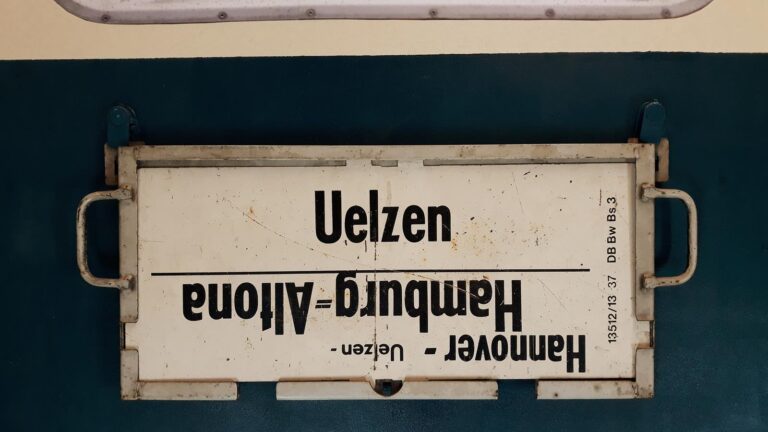 Uelzen
Hannover -
Uelzen -
Hamburg=Altona
13512/13 37 DB Bw Bs 3